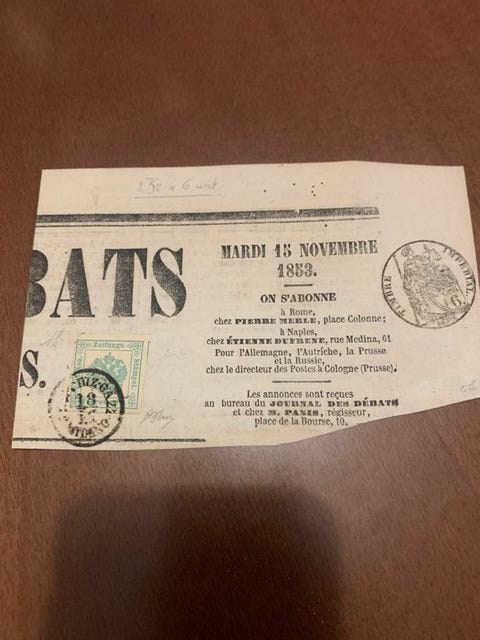 BATS
S.
MARDI 15 NOVEMBRE
1853.
ON S'ABONNE
à Rome,
chez PIERRE MERLE, place Colonne;
à Naples,
chez ÉTIENNE DUFRENE, rue Medina, 61
Pour l'Allemagne, l'Autriche, la Prusse
et la Russie,
chez le directeur des Postes à Cologne (Prusse).
Les annonces sont reçues
au bureau du JOURNAL DES DÉBATS
et chez M. PANIS, régisseur,
place de la Bourse, 10.
TIMBRE IMPERIAL
6
Zeitungs-
Stämpel
18